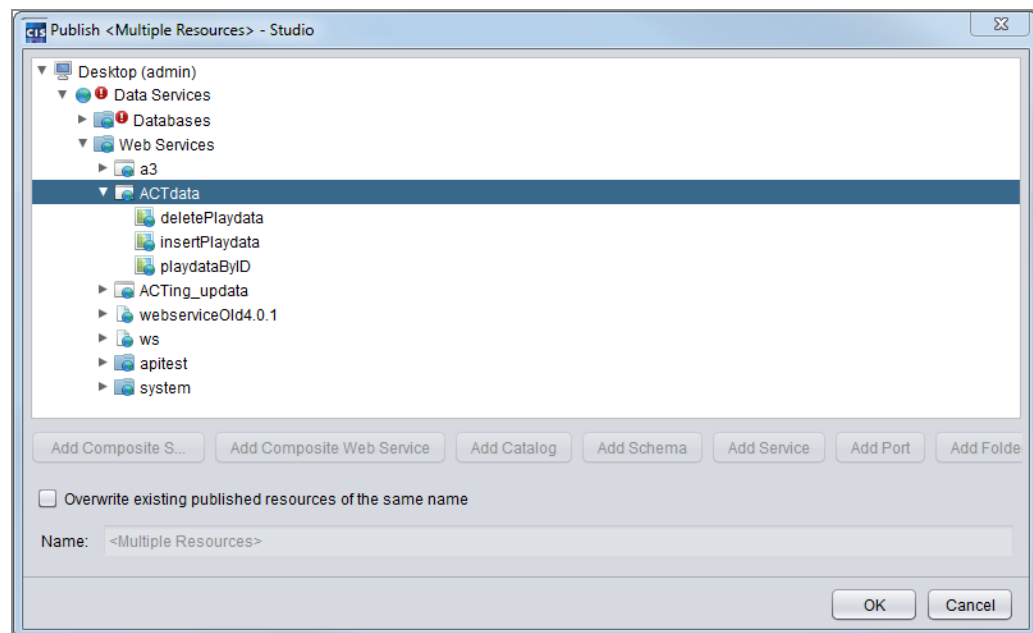 CIS Publish <Multiple Resources> - Studio
Desktop (admin)
Data Services
Databases
Web Services
a3
ACTdata
deletePlaydata
insertPlaydata
playdataByID
ACTing_updata
webserviceOld4.0.1
ws
apitest
system
Add Composite S... Add Composite Web Service Add Catalog Add Schema Add Service Add Port Add Folde
Overwrite existing published resources of the same name
Name: <Multiple Resources>
OK Cancel